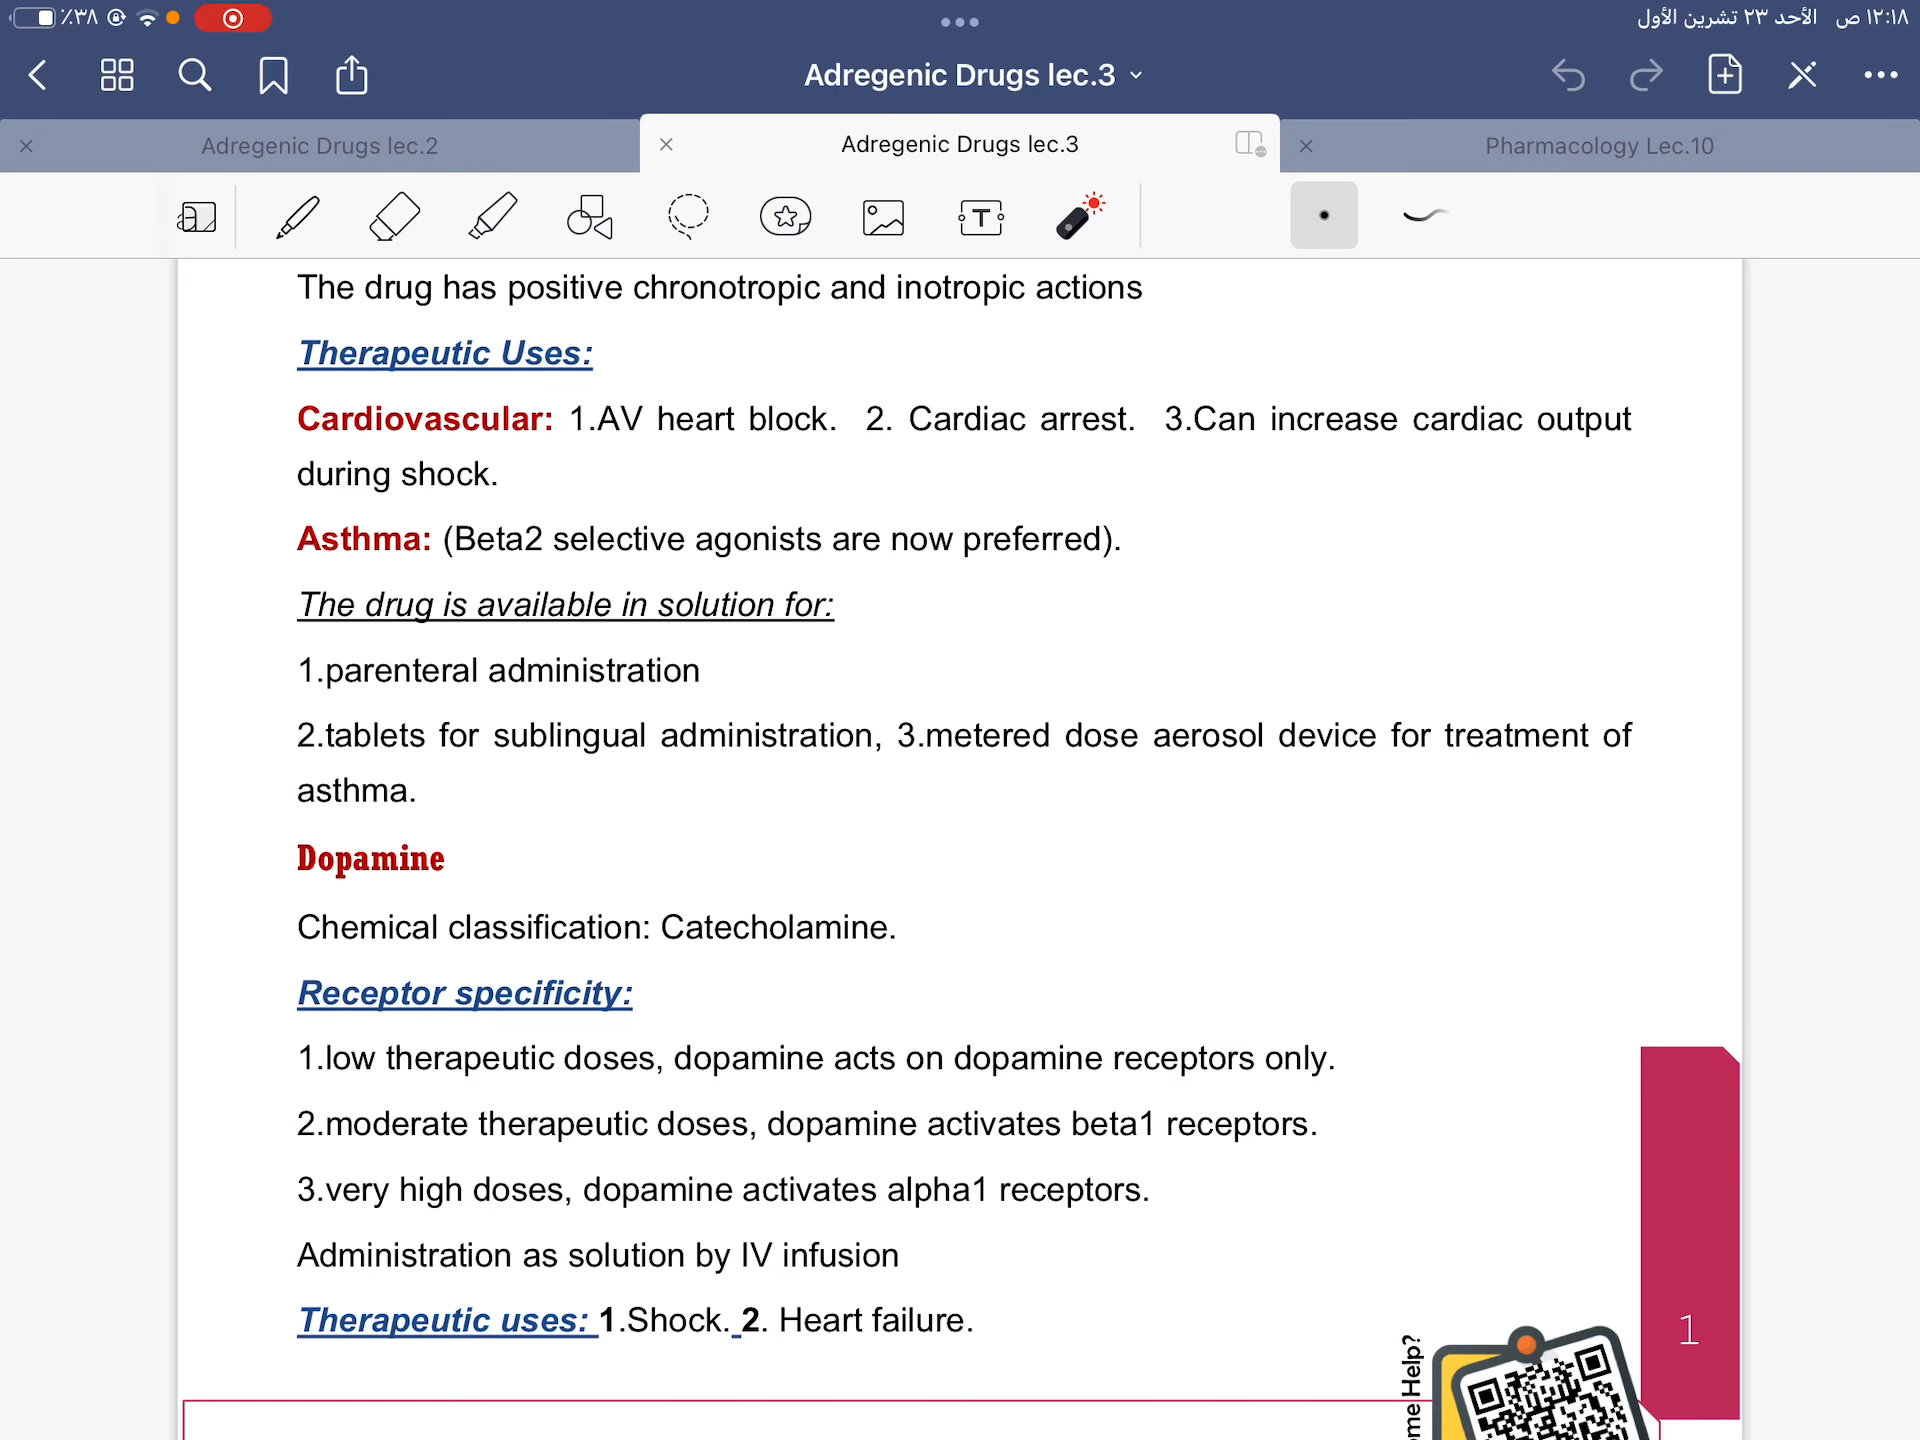 ٪٣٨
١٢:١٨ ص الأحد ٢٣ تشرين الأول
Adregenic Drugs lec.3
Adregenic Drugs lec.2
Adregenic Drugs lec.3
Pharmacology Lec.10
The drug has positive chronotropic and inotropic actions
Therapeutic Uses:
Cardiovascular: 1.AV heart block. 2. Cardiac arrest. 3.Can increase cardiac output
during shock.
Asthma: (Beta2 selective agonists are now preferred).
The drug is available in solution for:
1.parenteral administration
2.tablets for sublingual administration, 3.metered dose aerosol device for treatment of
asthma.
Dopamine
Chemical classification: Catecholamine.
Receptor specificity:
1.low therapeutic doses, dopamine acts on dopamine receptors only.
2.moderate therapeutic doses, dopamine activates beta1 receptors.
3.very high doses, dopamine activates alpha1 receptors.
Administration as solution by IV infusion
Therapeutic uses: 1.Shock. 2. Heart failure.
1
ome Help?